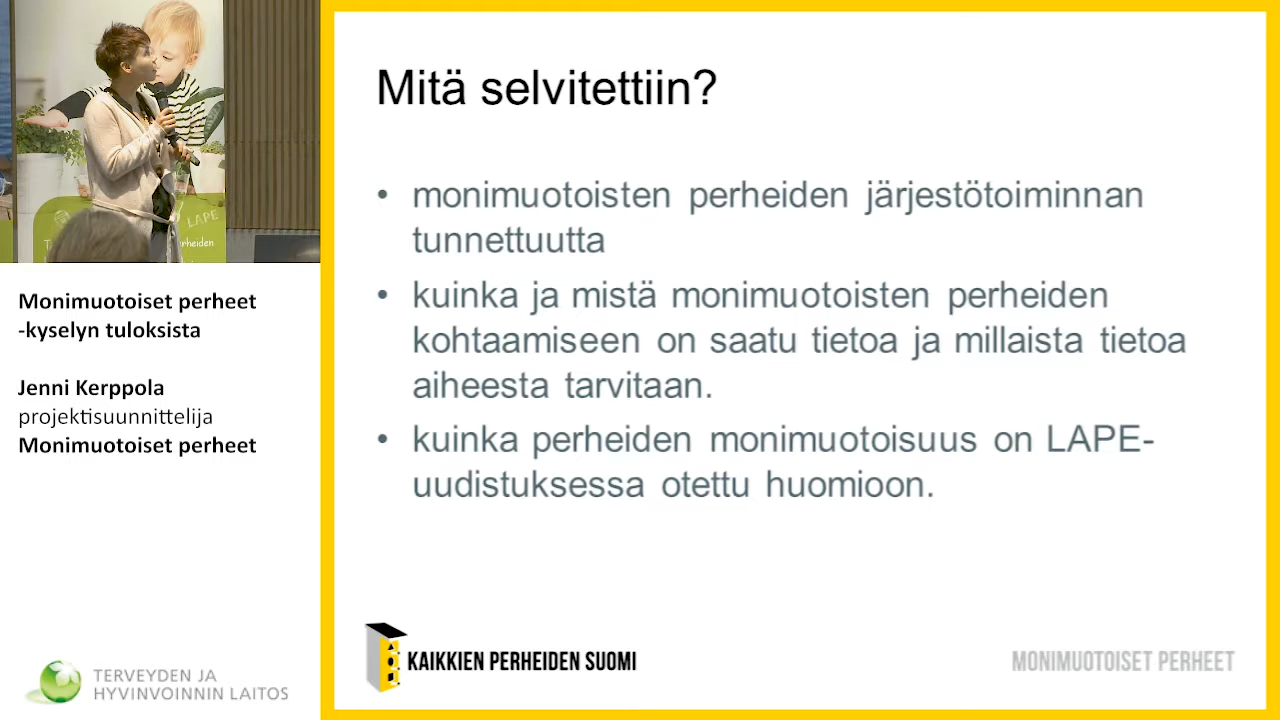 LAPE
rheiden
Monimuotoiset perheet
-kyselyn tuloksista
Jenni Kerppola
projektisuunnittelija
Monimuotoiset perheet
TERVEYDEN JA
HYVINVOINNIN LAITOS
Mitä selvitettiin?
• monimuotoisten perheiden järjestötoiminnan
tunnettuutta
• kuinka ja mistä monimuotoisten perheiden
kohtaamiseen on saatu tietoa ja millaista tietoa
aiheesta tarvitaan.
• kuinka perheiden monimuotoisuus on LAPE-
uudistuksessa otettu huomioon.
KAIKKIEN PERHEIDEN SUOMI
MONIMUOTOISET PERHEET